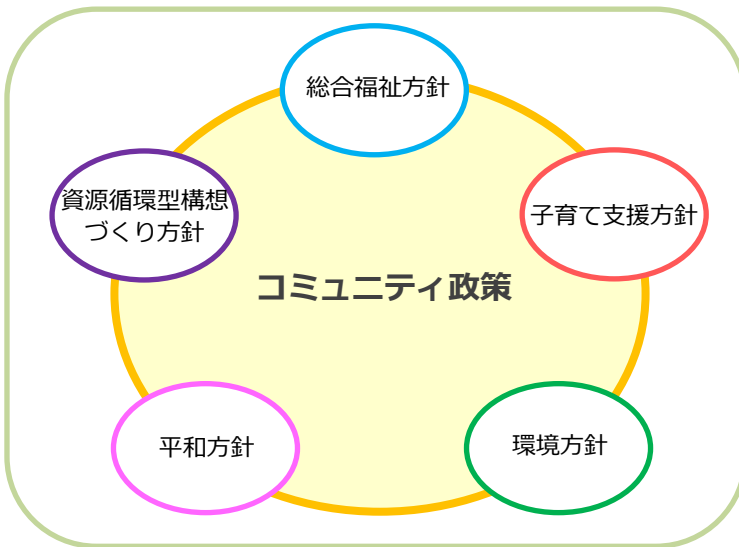 総合福祉方針
資源循環型構想
づくり方針
子育て支援方針
コミュニティ政策
平和方針
環境方針